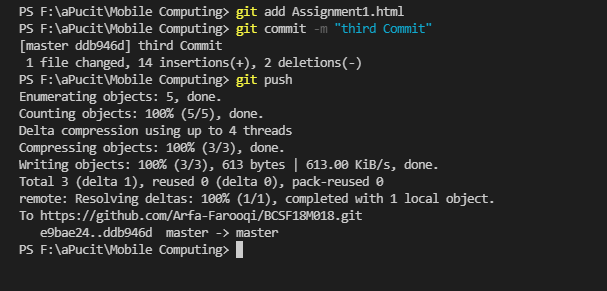 PS F:\aPucit\Mobile Computing> git add Assignment1.html
PS F:\aPucit\Mobile Computing> git commit -m "third Commit"
[master ddb946d] third Commit
 1 file changed, 14 insertions(+), 2 deletions(-)
PS F:\aPucit\Mobile Computing> git push
Enumerating objects: 5, done.
Counting objects: 100% (5/5), done.
Delta compression using up to 4 threads
Compressing objects: 100% (3/3), done.
Writing objects: 100% (3/3), 613 bytes | 613.00 KiB/s, done.
Total 3 (delta 1), reused 0 (delta 0), pack-reused 0
remote: Resolving deltas: 100% (1/1), completed with 1 local object.
To https://github.com/Arfa-Farooqi/BCSF18M018.git
   e9bae24..ddb946d  master -> master
PS F:\aPucit\Mobile Computing>